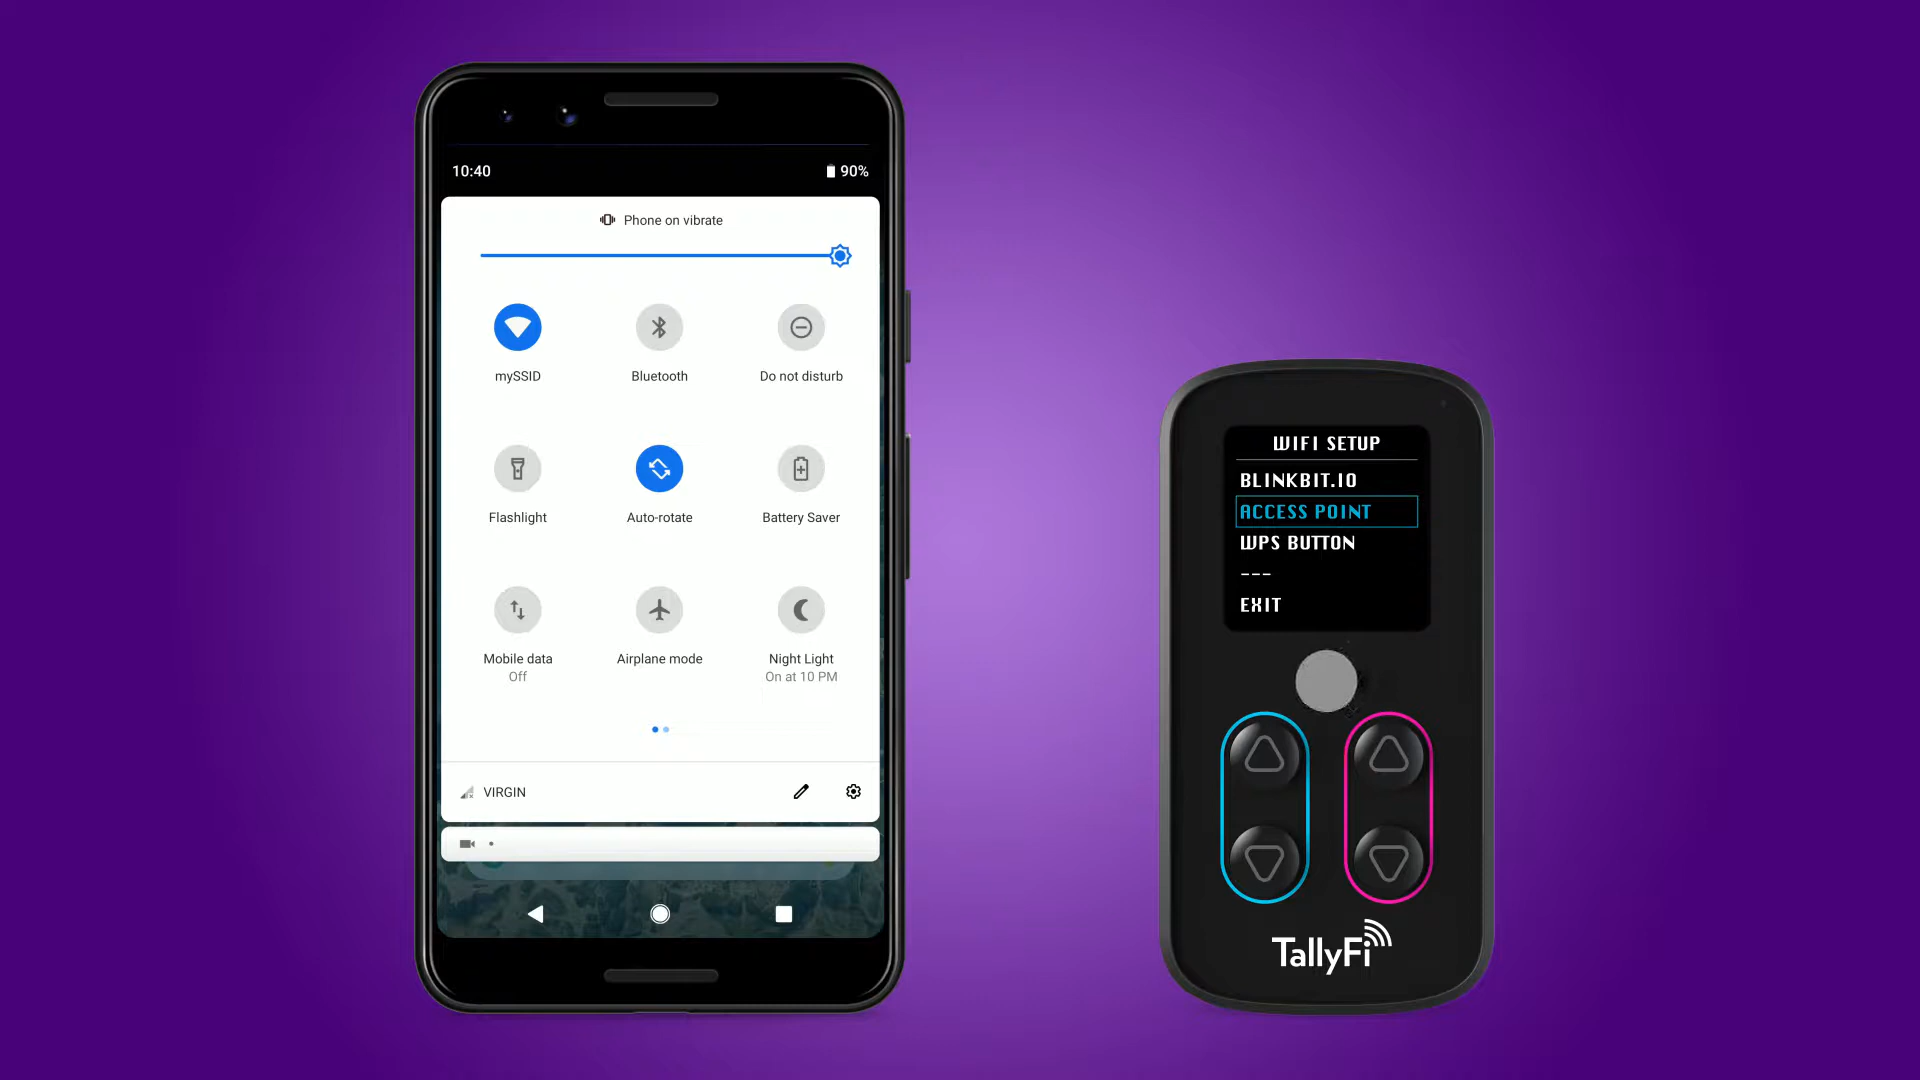 10:40
90%
Phone on vibrate
mySSID
Bluetooth
Do not disturb
Flashlight
Auto-rotate
Battery Saver
Mobile data
Off
Airplane mode
Night Light
On at 10 PM
VIRGIN
WIFI SETUP
BLINKBIT.IO
ACCESS POINT
WPS BUTTON
---
EXIT
TallyFi